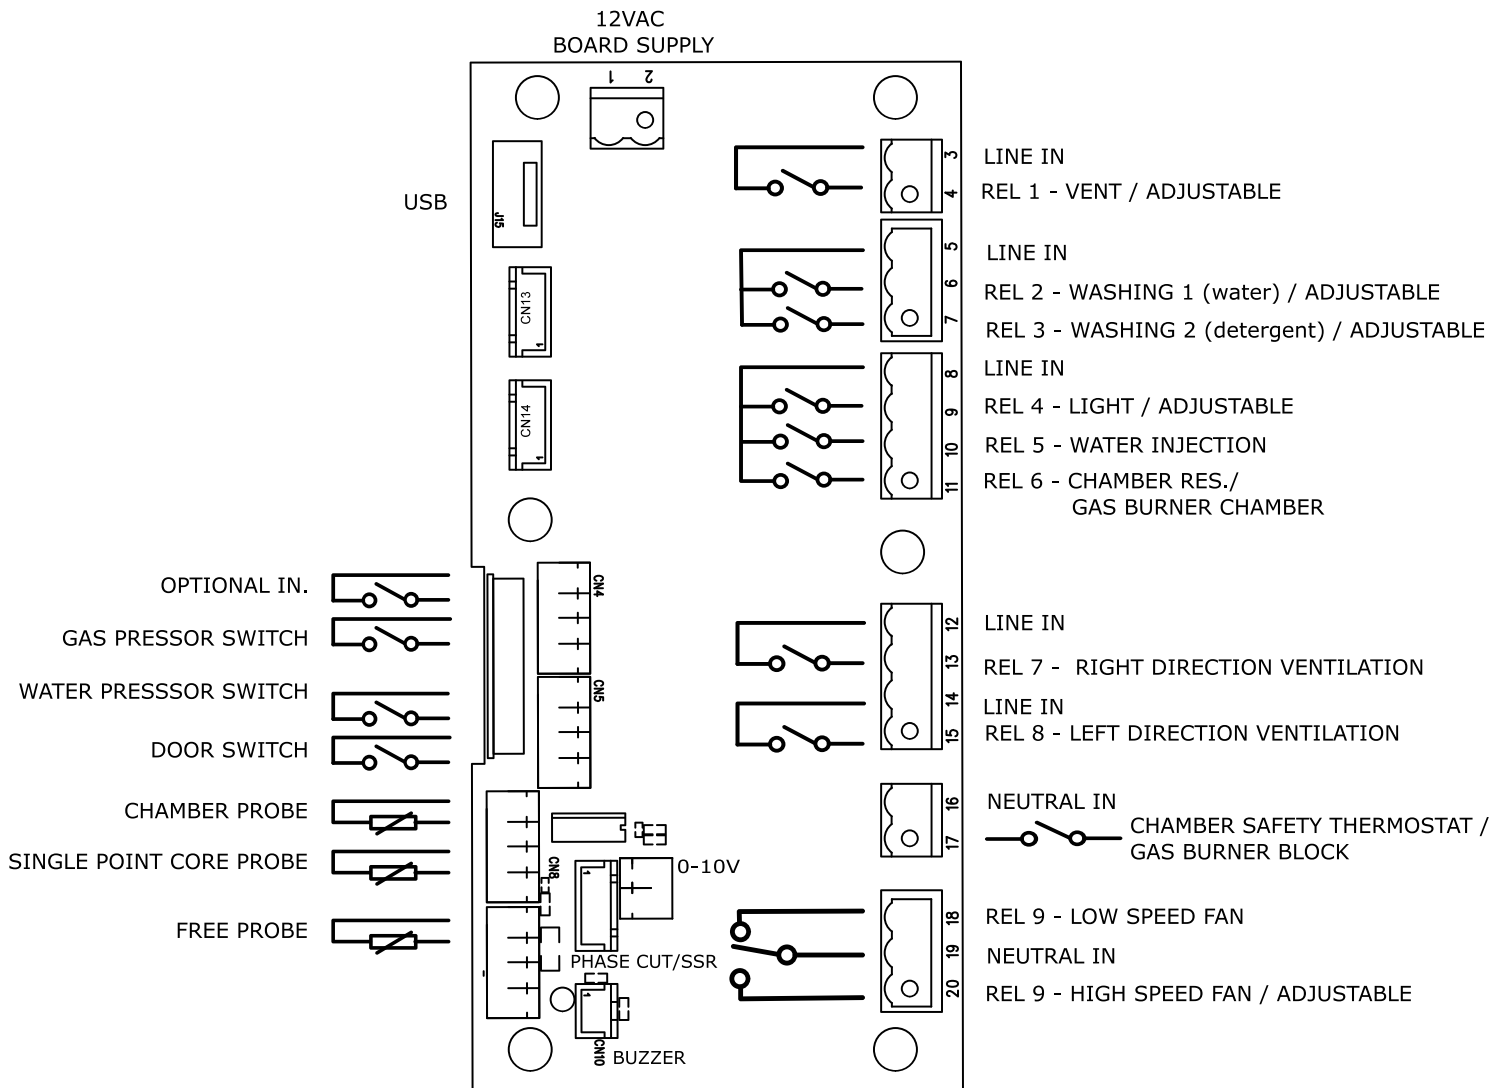 12VAC
BOARD SUPPLY
1
2
USB
J15
CN13
1
CN14
1
3
LINE IN
4
REL 1 - VENT / ADJUSTABLE
5
LINE IN
6
REL 2 - WASHING 1 (water) / ADJUSTABLE
7
REL 3 - WASHING 2 (detergent) / ADJUSTABLE
8
LINE IN
9
REL 4 - LIGHT / ADJUSTABLE
10
REL 5 - WATER INJECTION
11
REL 6 - CHAMBER RES./
GAS BURNER CHAMBER
OPTIONAL IN.
GAS PRESSOR SWITCH
WATER PRESSSOR SWITCH
DOOR SWITCH
CHAMBER PROBE
SINGLE POINT CORE PROBE
FREE PROBE
CN4
CN5
CN8
1
0-10V
PHASE CUT/SSR
1
CN10
BUZZER
12
LINE IN
13
REL 7 - RIGHT DIRECTION VENTILATION
14
LINE IN
15
REL 8 - LEFT DIRECTION VENTILATION
16
NEUTRAL IN
17
CHAMBER SAFETY THERMOSTAT /
GAS BURNER BLOCK
18
REL 9 - LOW SPEED FAN
19
NEUTRAL IN
20
REL 9 - HIGH SPEED FAN / ADJUSTABLE